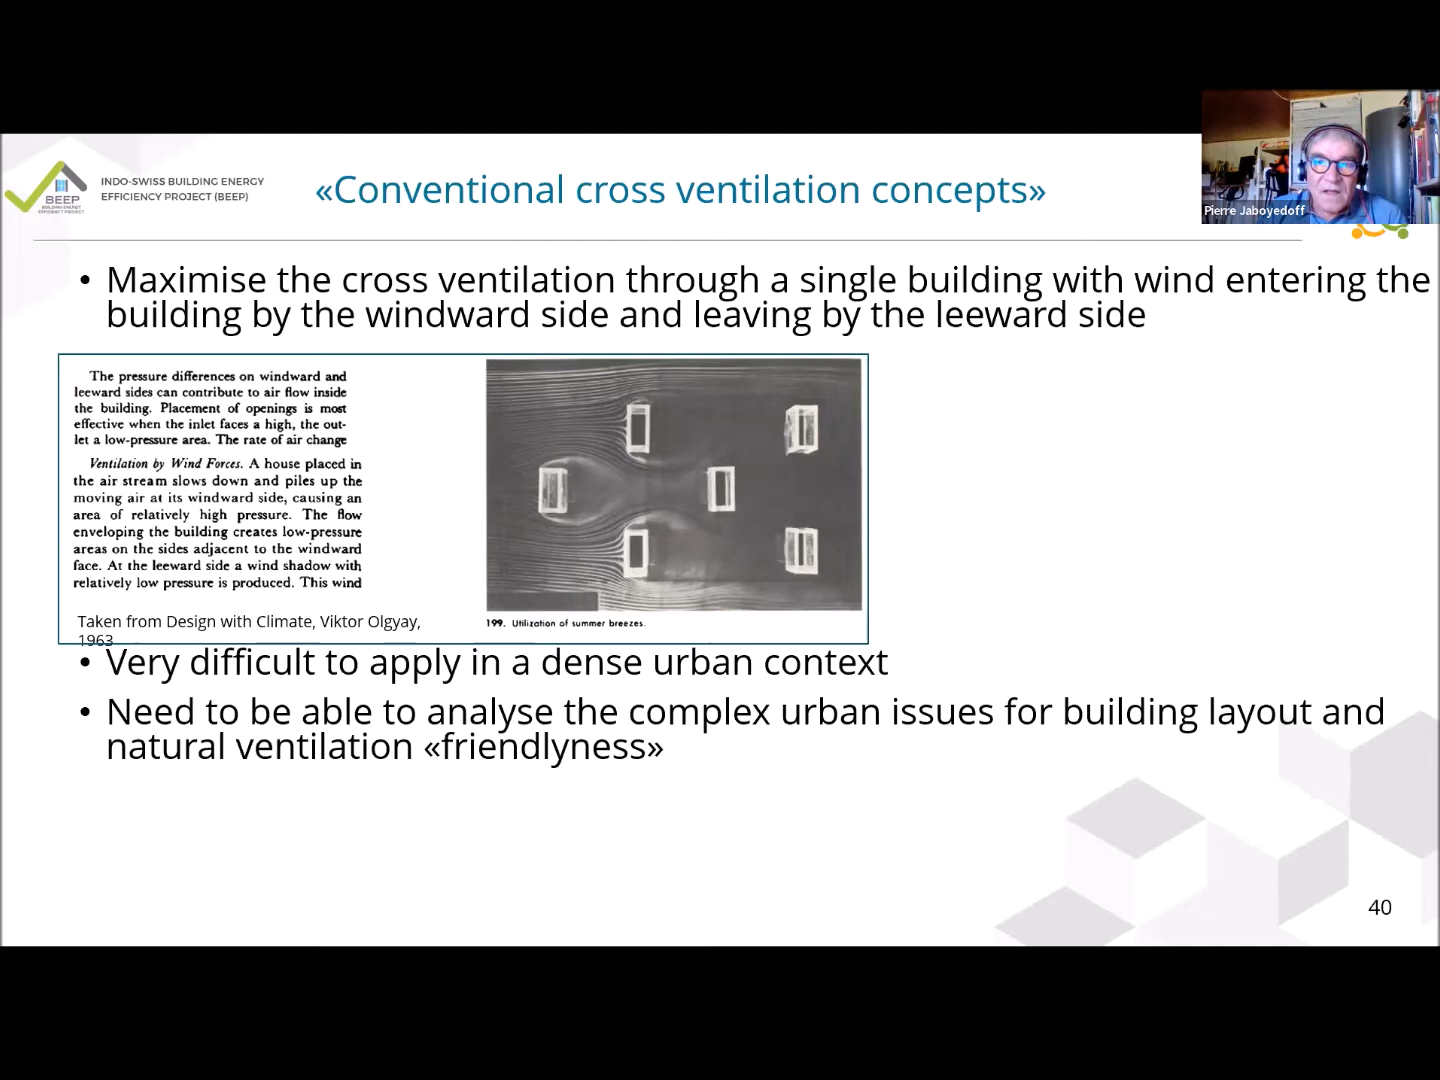 INDO-SWISS BUILDING ENERGY
EFFICIENCY PROJECT (BEEP)
BEEP
BUILDING ENERGY
EFFICIENCY PROJECT
«Conventional cross ventilation concepts»
Pierre Jaboyedoff
• Maximise the cross ventilation through a single building with wind entering the
building by the windward side and leaving by the leeward side
The pressure differences on windward and
leeward sides can contribute to air flow inside
the building. Placement of openings is most
effective when the inlet faces a high, the out-
let a low-pressure area. The rate of air change
Ventilation by Wind Forces. A house placed in
the air stream slows down and piles up the
moving air at its windward side, causing an
area of relatively high pressure. The flow
enveloping the building creates low-pressure
areas on the sides adjacent to the windward
face. At the leeward side a wind shadow with
relatively low pressure is produced. This wind
Taken from Design with Climate, Viktor Olgyay,
1963
199. Utilization of summer breezes.
• Very difficult to apply in a dense urban context
• Need to be able to analyse the complex urban issues for building layout and
natural ventilation «friendlyness»
40